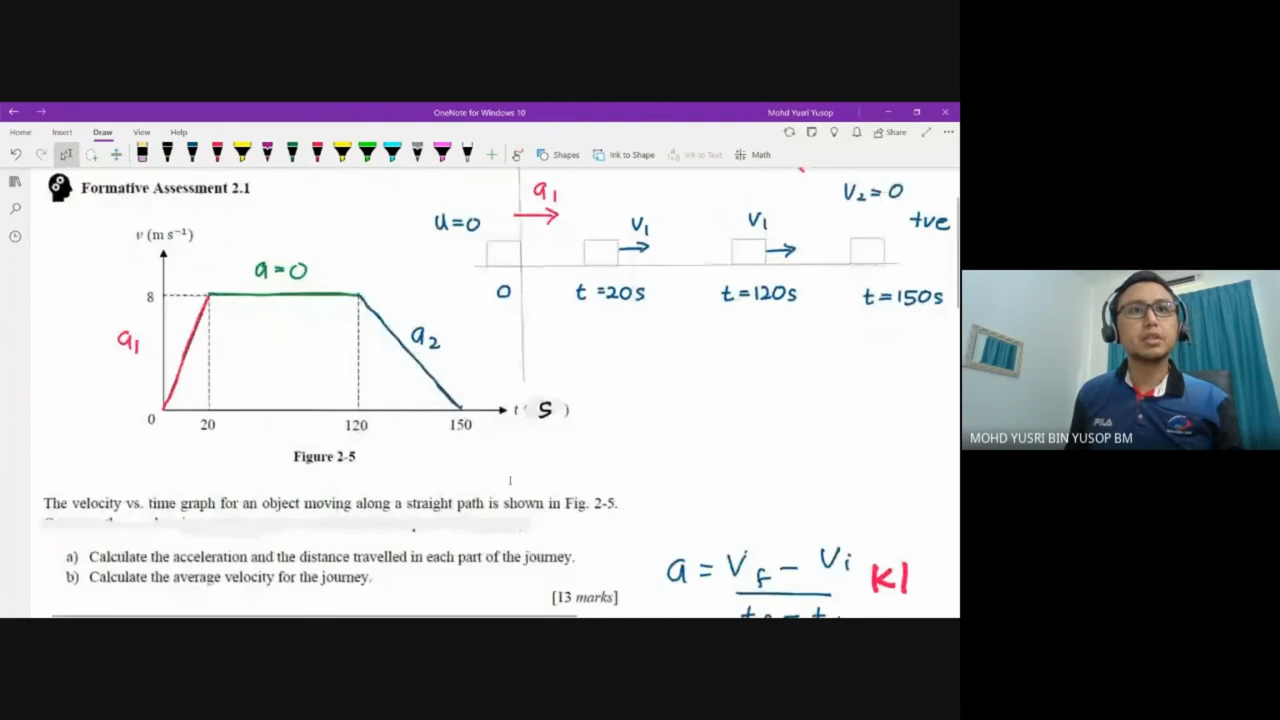 OneNote for Windows 10
Mohd Yusri Yusop
Home Insert Draw View Help
Share
Shapes Ink to Shape Ink to Text Math
Formative Assessment 2.1
v (m s⁻¹)
a = 0
8
a₁
a₂
0
20
120
150
t ( s )
Figure 2-5
a₁
u=0
V₁
V₁
V₂=0
+ve
0
t =20s
t=120s
t=150s
The velocity vs. time graph for an object moving along a straight path is shown in Fig. 2-5.
a) Calculate the acceleration and the distance travelled in each part of the journey.
b) Calculate the average velocity for the journey.
[13 marks]
a = V_f - V_i K1
FILA
MOHD YUSRI BIN YUSOP BM